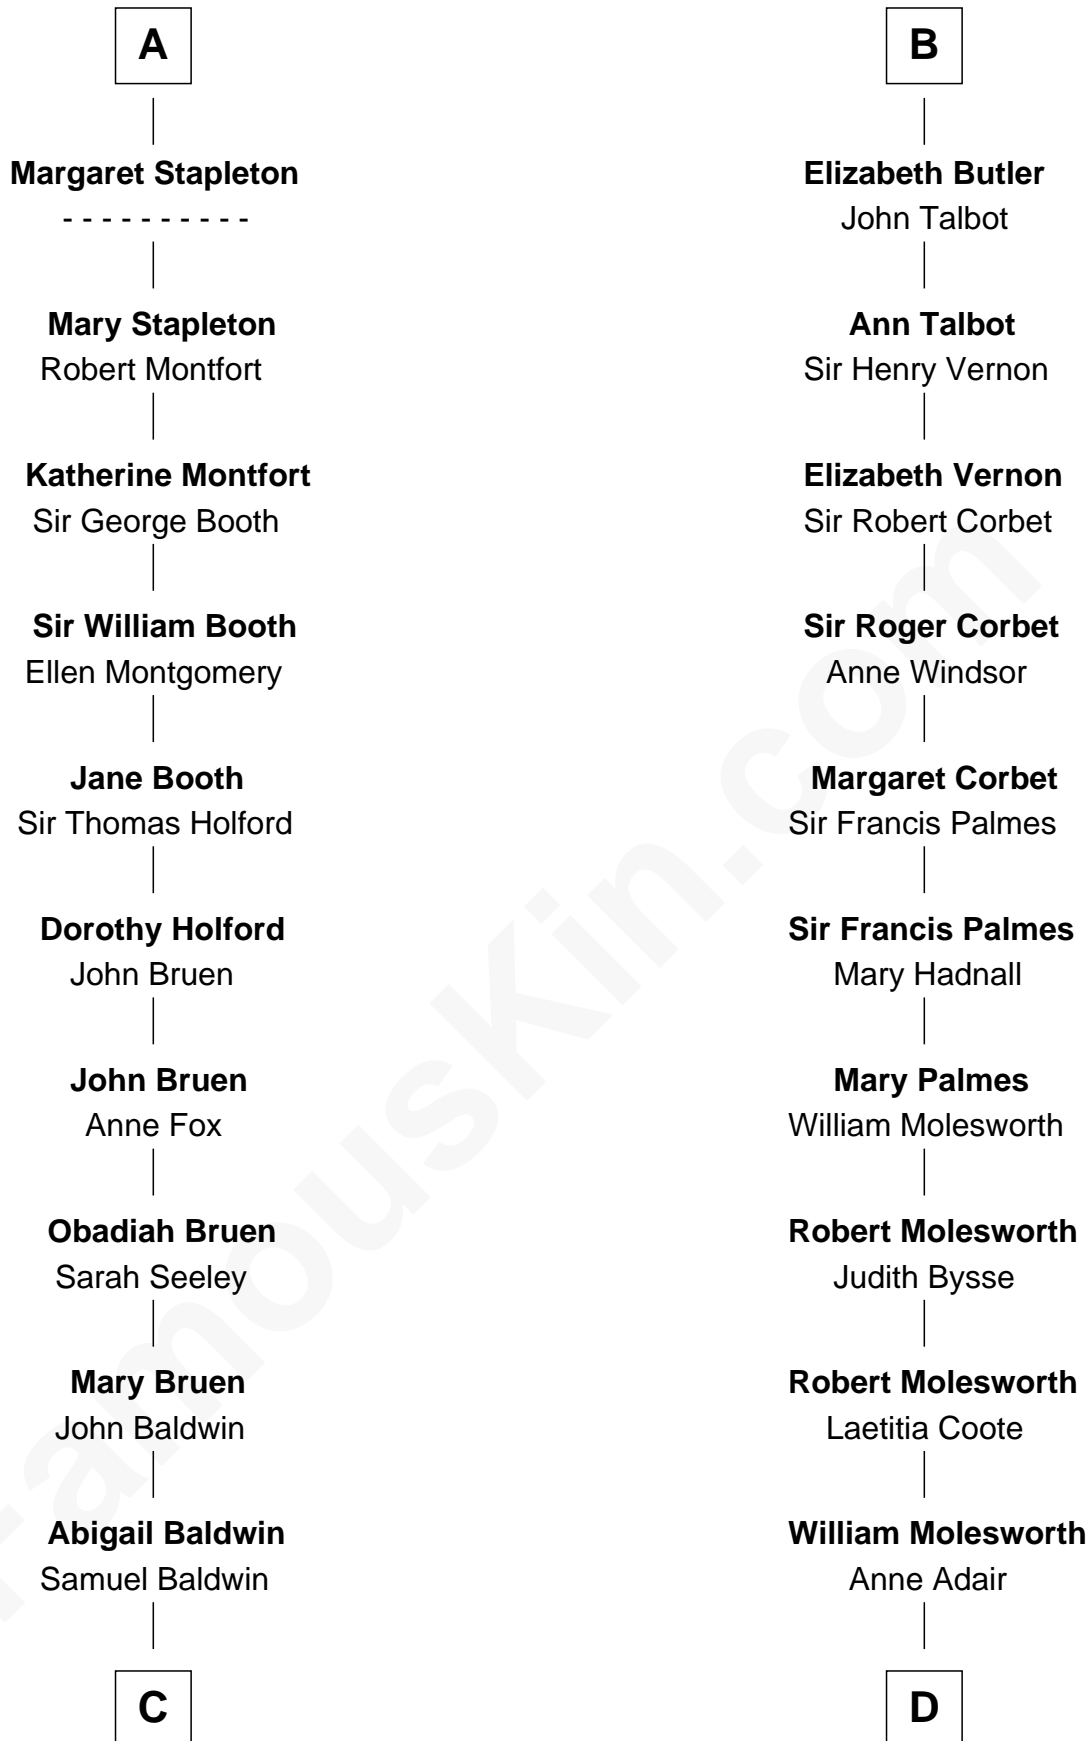 A
Margaret Stapleton
- - - - - - - - - -
Mary Stapleton
Robert Montfort
Katherine Montfort
Sir George Booth
Sir William Booth
Ellen Montgomery
Jane Booth
Sir Thomas Holford
Dorothy Holford
John Bruen
John Bruen
Anne Fox
Obadiah Bruen
Sarah Seeley
Mary Bruen
John Baldwin
Abigail Baldwin
Samuel Baldwin
C
B
Elizabeth Butler
John Talbot
Ann Talbot
Sir Henry Vernon
Elizabeth Vernon
Sir Robert Corbet
Sir Roger Corbet
Anne Windsor
Margaret Corbet
Sir Francis Palmes
Sir Francis Palmes
Mary Hadnall
Mary Palmes
William Molesworth
Robert Molesworth
Judith Bysse
Robert Molesworth
Laetitia Coote
William Molesworth
Anne Adair
D
FamousKin.com